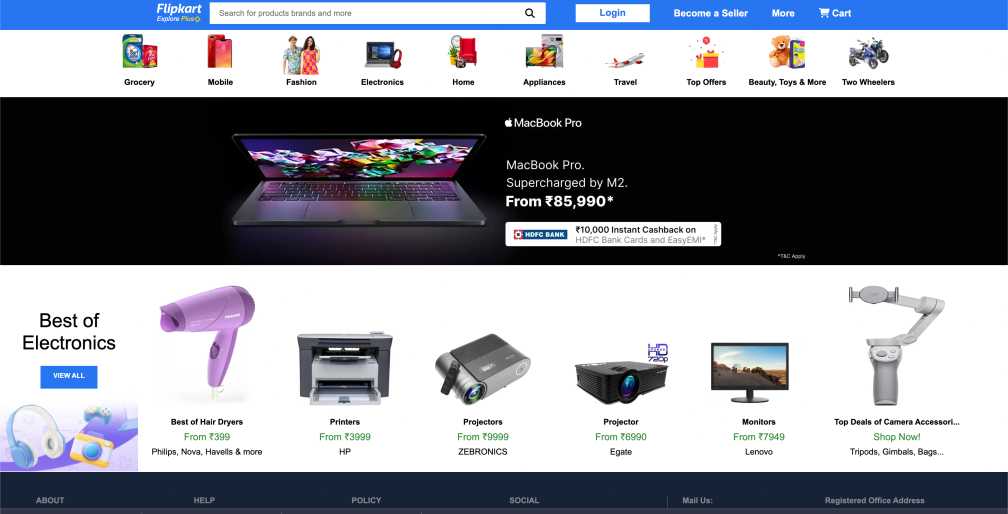 Flipkart
Explore Plus
Search for products brands and more
Login
Become a Seller
More
Cart
Grocery
Mobile
Fashion
Electronics
Home
Appliances
Travel
Top Offers
Beauty, Toys & More
Two Wheelers
MacBook Pro
MacBook Pro.
Supercharged by M2.
From ₹85,990*
HDFC BANK
₹10,000 Instant Cashback on
HDFC Bank Cards and EasyEMI*
*T&C Apply
Best of
Electronics
VIEW ALL
HD
720p
Best of Hair Dryers
From ₹399
Philips, Nova, Havells & more
Printers
From ₹3999
HP
Projectors
From ₹9999
ZEBRONICS
Projector
From ₹6990
Egate
Monitors
From ₹7949
Lenovo
Top Deals of Camera Accessori...
Shop Now!
Tripods, Gimbals, Bags...
ABOUT
HELP
POLICY
SOCIAL
Mail Us:
Registered Office Address